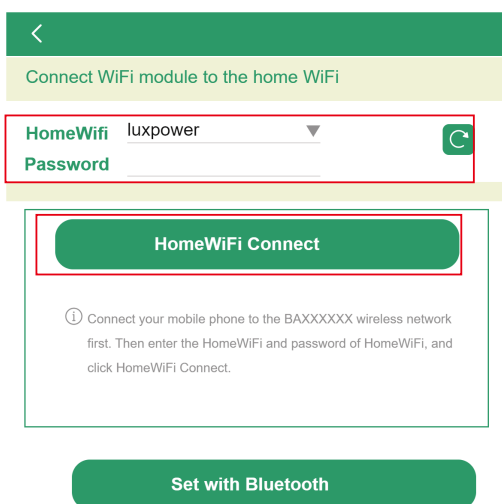 Connect WiFi module to the home WiFi
HomeWifi luxpower
Password
HomeWiFi Connect
Connect your mobile phone to the BAXXXXXX wireless network
first. Then enter the HomeWiFi and password of HomeWiFi, and
click HomeWiFi Connect.
Set with Bluetooth